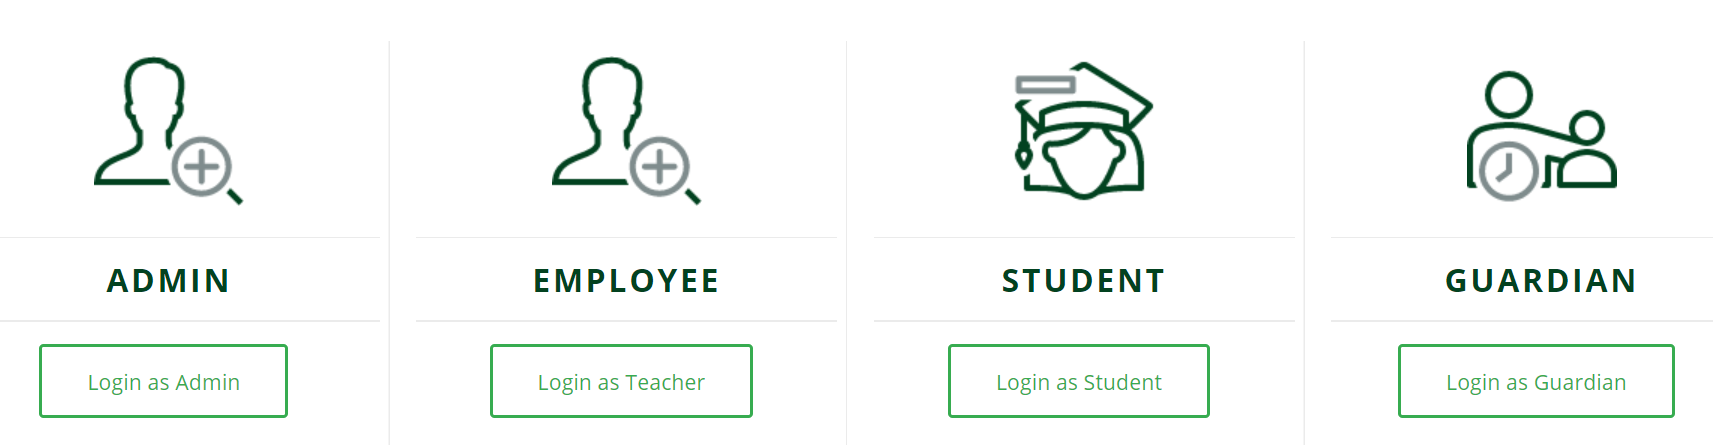 ADMIN
EMPLOYEE
STUDENT
GUARDIAN
Login as Admin
Login as Teacher
Login as Student
Login as Guardian